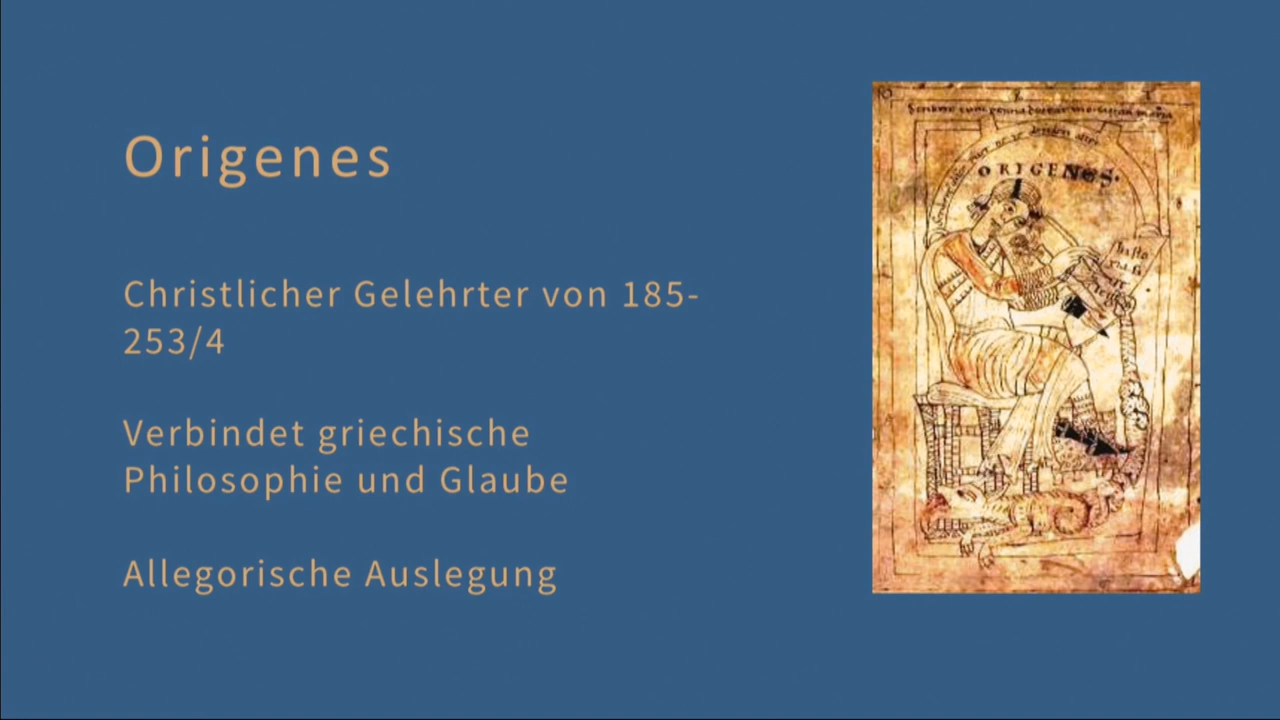 Origenes
Christlicher Gelehrter von 185-
253/4
Verbindet griechische
Philosophie und Glaube
Allegorische Auslegung
ORIGENES.